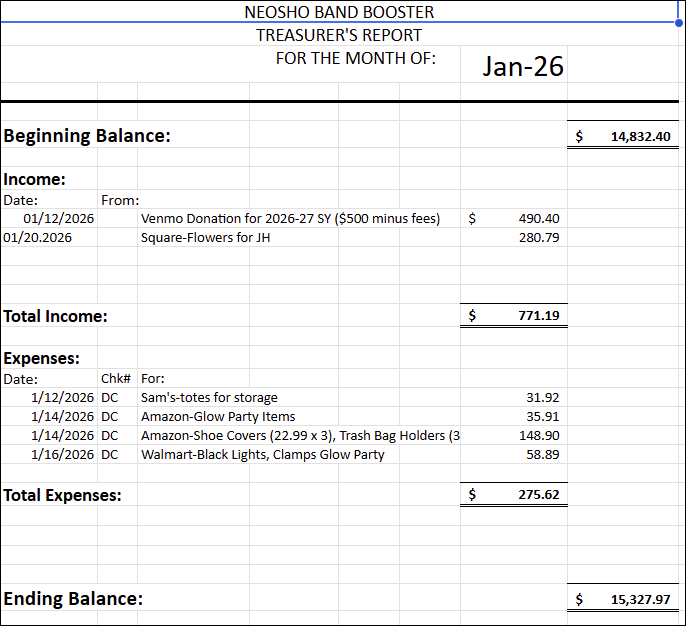 NEOSHO BAND BOOSTER
TREASURER'S REPORT
FOR THE MONTH OF: Jan-26
Beginning Balance: $ 14,832.40
Income:
Date: From:
01/12/2026 Venmo Donation for 2026-27 SY ($500 minus fees) $ 490.40
01/20.2026 Square-Flowers for JH 280.79
Total Income: $ 771.19
Expenses:
Date: Chk# For:
1/12/2026 DC Sam's-totes for storage 31.92
1/14/2026 DC Amazon-Glow Party Items 35.91
1/14/2026 DC Amazon-Shoe Covers (22.99 x 3), Trash Bag Holders (3 148.90
1/16/2026 DC Walmart-Black Lights, Clamps Glow Party 58.89
Total Expenses: $ 275.62
Ending Balance: $ 15,327.97